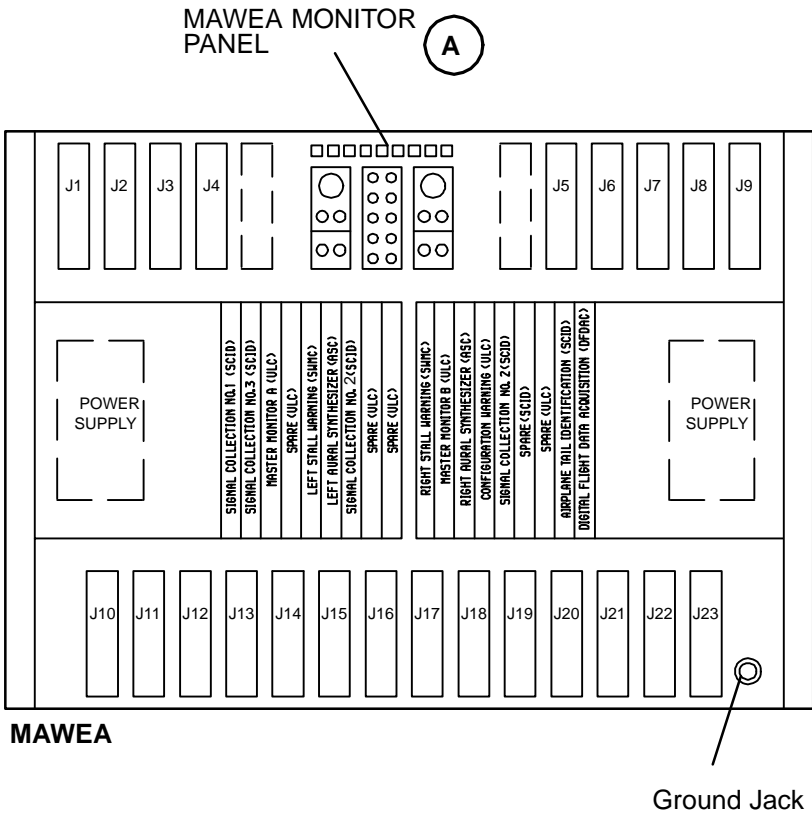 MAWEA MONITOR
PANEL
A
J1
J2
J3
J4
J5
J6
J7
J8
J9
POWER
SUPPLY
SIGNAL COLLECTION NO.1 (SCID)
SIGNAL COLLECTION NO.3 (SCID)
MASTER MONITOR A (ULC)
SPARE (ULC)
LEFT STALL WARNING (SWMC)
LEFT AURAL SYNTHESIZER (ASC)
SIGNAL COLLECTION NO. 2(SCID)
SPARE (ULC)
SPARE (ULC)
RIGHT STALL WARNING (SWMC)
MASTER MONITOR B (ULC)
RIGHT AURAL SYNTHESIZER (ASC)
CONFIGURATION WARNING (ULC)
SIGNAL COLLECTION NO. 2(SCID)
SPARE (SCID)
SPARE (ULC)
AIRPLANE TAIL IDENTIFICATION (SCID)
DIGITAL FLIGHT DATA ACQUISITION (DFDAC)
POWER
SUPPLY
J10
J11
J12
J13
J14
J15
J16
J17
J18
J19
J20
J21
J22
J23
MAWEA
Ground Jack